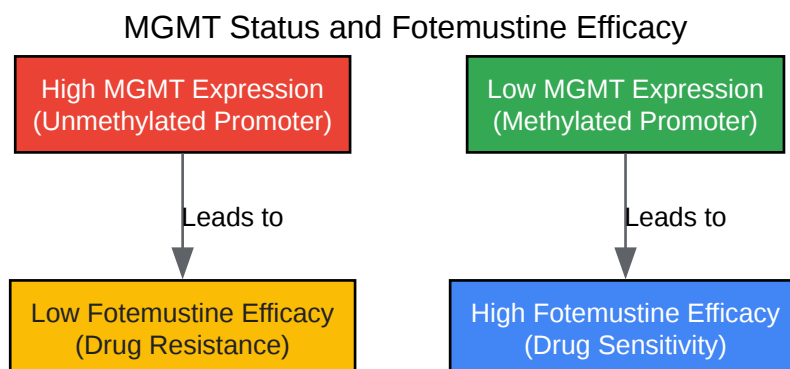 MGMT Status and Fotemustine Efficacy
High MGMT Expression
(Unmethylated Promoter)
Low MGMT Expression
(Methylated Promoter)
Leads to
Leads to
Low Fotemustine Efficacy
(Drug Resistance)
High Fotemustine Efficacy
(Drug Sensitivity)